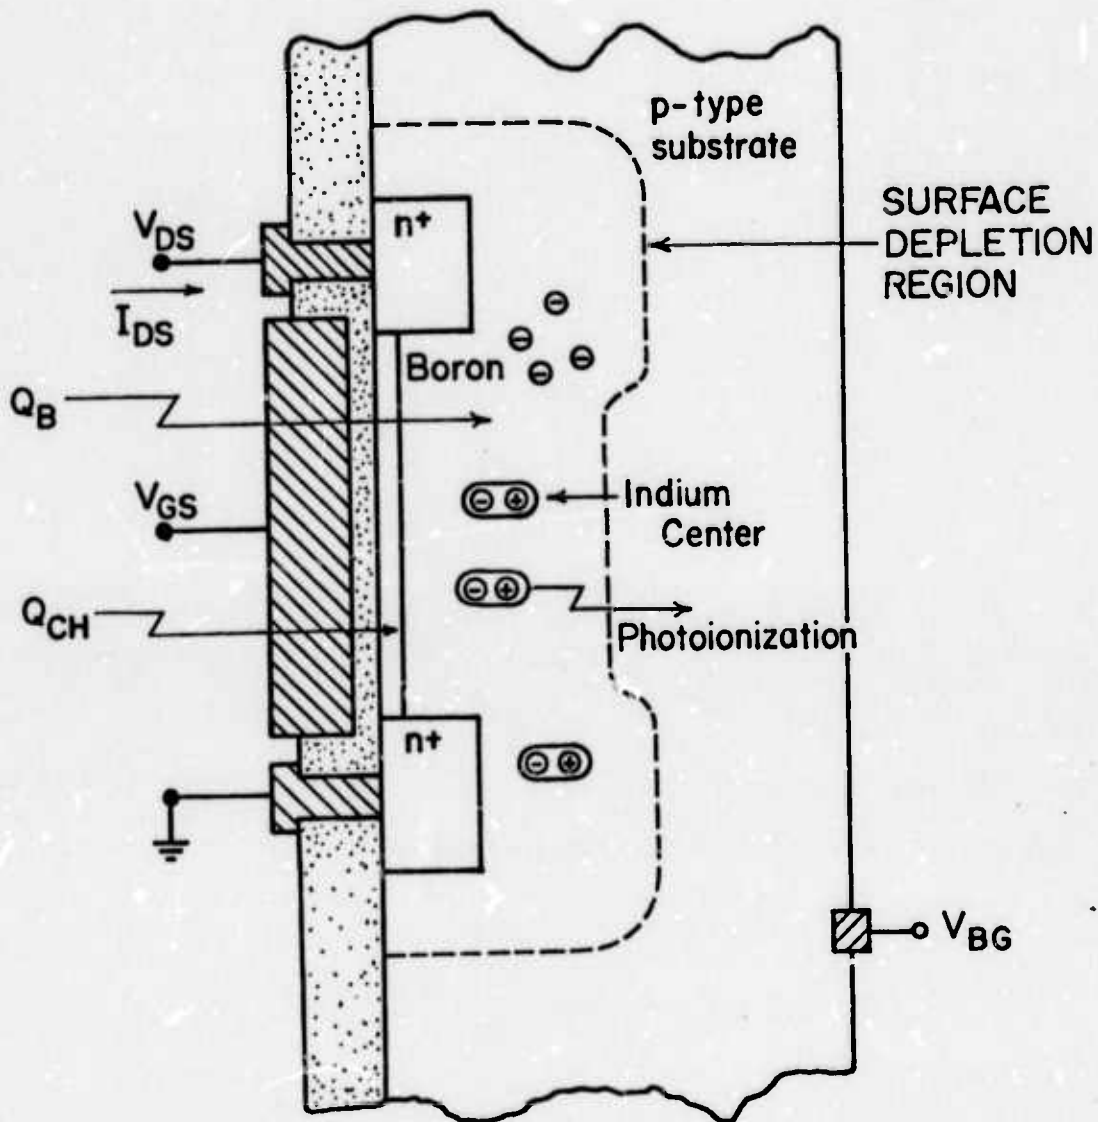 p-type
substrate
SURFACE
DEPLETION
REGION
V_DS
n+
I_DS
Boron
Q_B
V_GS
Indium
Center
Q_CH
Photoionization
n+
V_BG